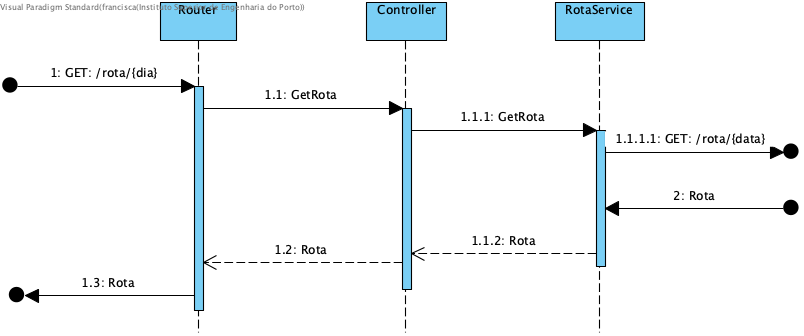 Visual Paradigm Standard(francisca(Instituto Superior de Engenharia do Porto))
Router
Controller
RotaService
1: GET: /rota/{dia}
1.1: GetRota
1.1.1: GetRota
1.1.1.1: GET: /rota/{data}
2: Rota
1.1.2: Rota
1.2: Rota
1.3: Rota